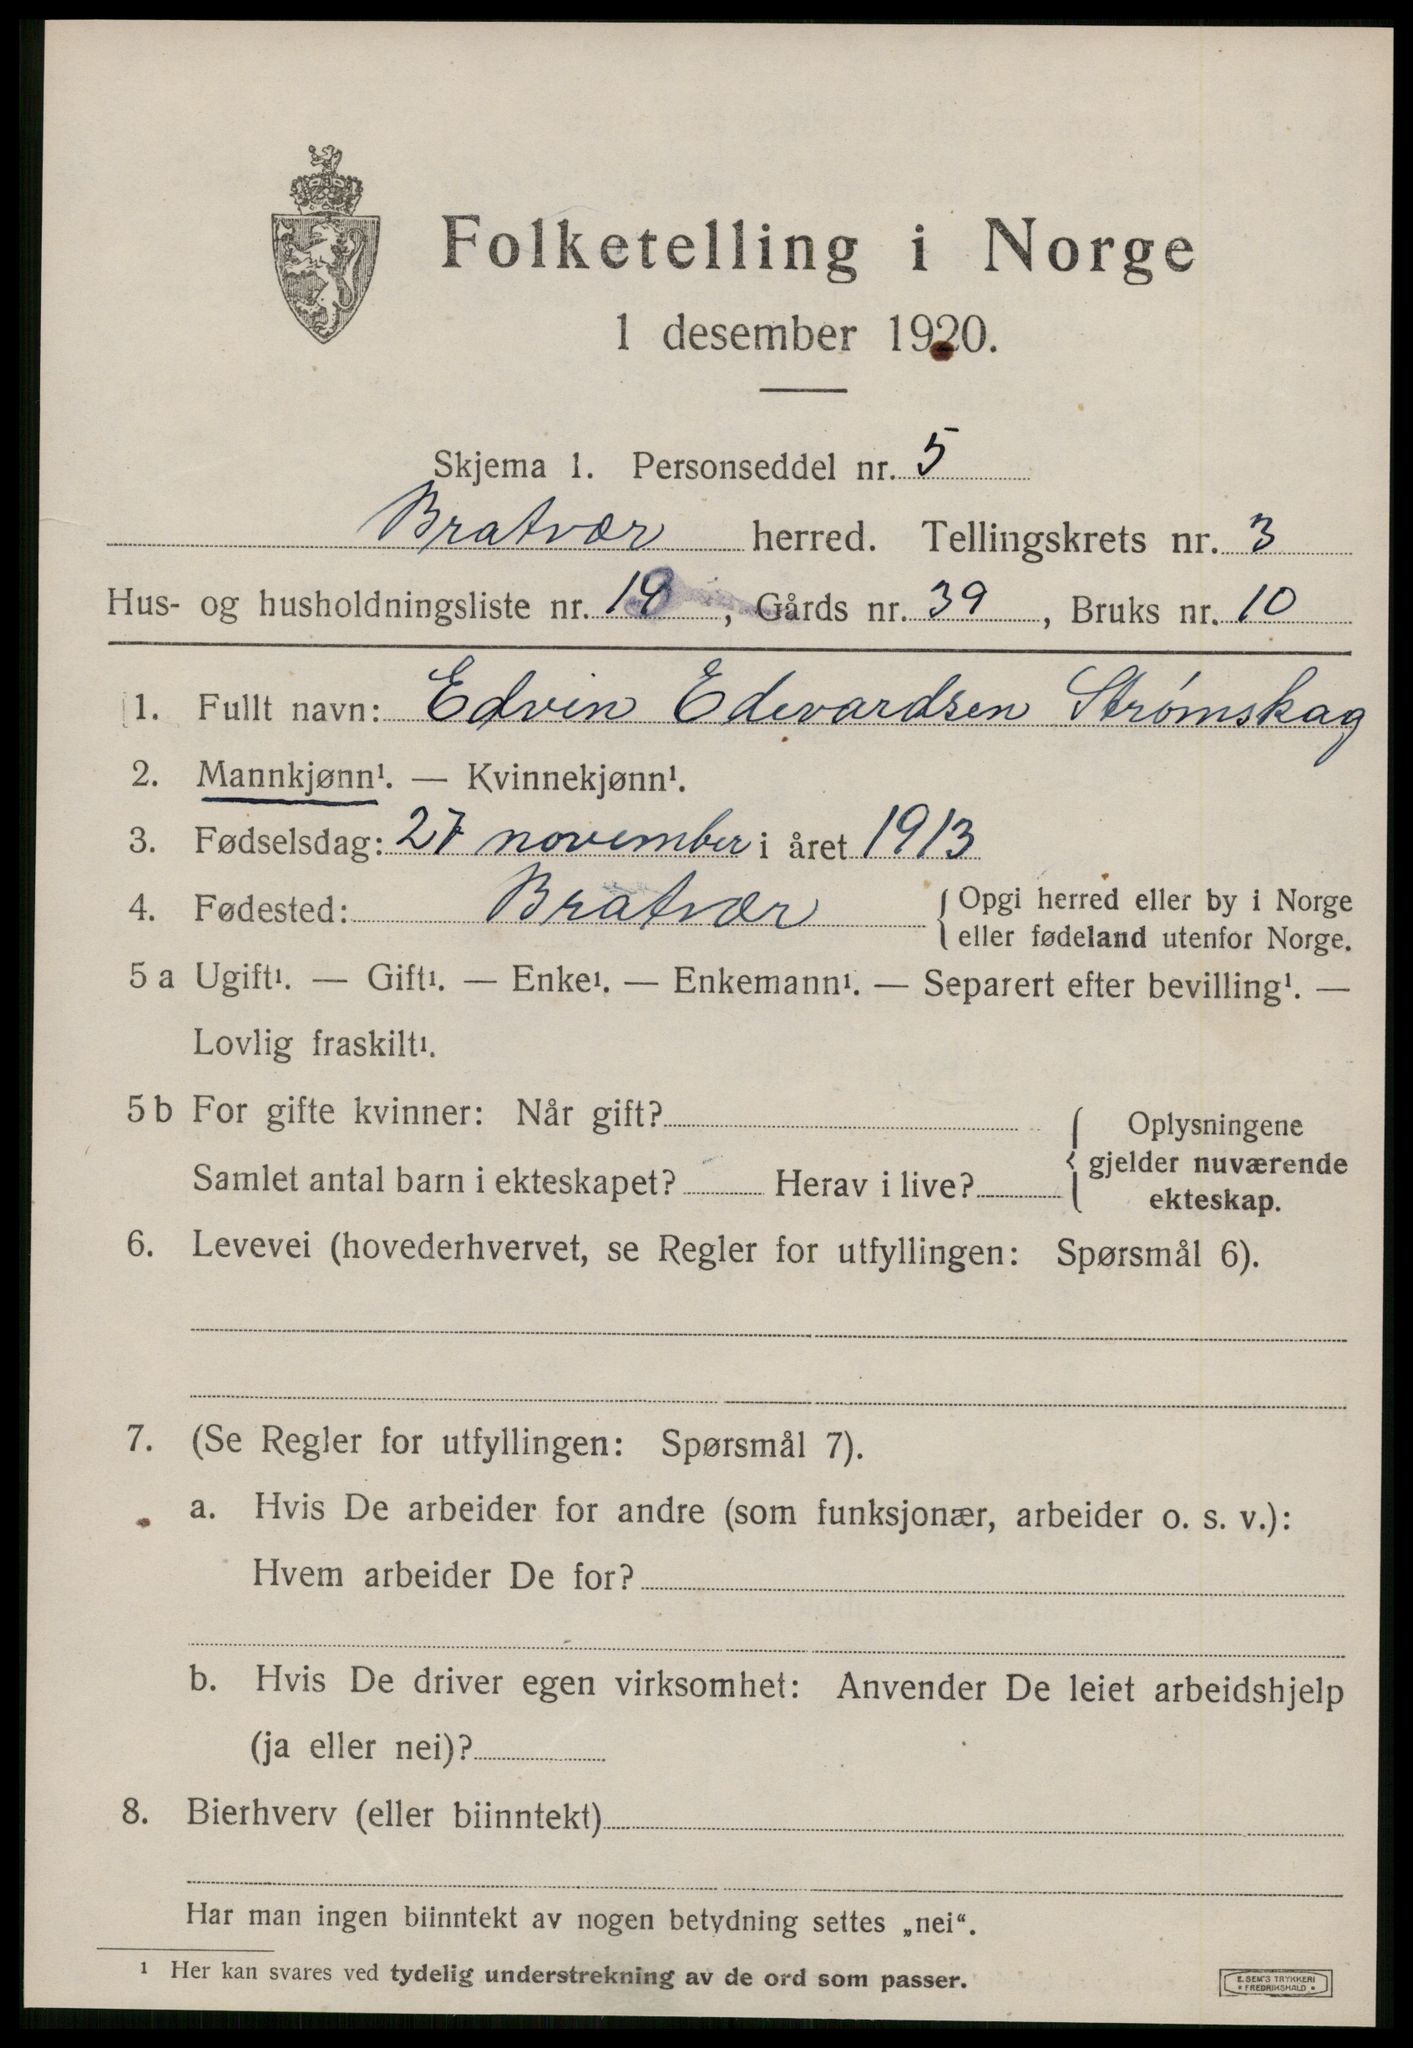 Folketelling i Norge
1 desember 1920.
Skjema 1. Personseddel nr. 5
Bratvær herred. Tellingskrets nr. 3
Hus- og husholdningsliste nr. 19, Gårds nr. 39, Bruks nr. 10
1. Fullt navn: Edvin Edevardsen Strømskag
2. Mannkjønn¹. — Kvinnekjønn¹.
3. Fødselsdag: 27 november i året 1913
4. Fødested: Bratvær { Opgi herred eller by i Norge
eller fødeland utenfor Norge.
5 a Ugift¹. — Gift¹. — Enke¹. — Enkemann¹. — Separert efter bevilling¹. —
Lovlig fraskilt¹.
5 b For gifte kvinner: Når gift? { Oplysningene
gjelder nuværende
Samlet antal barn i ekteskapet? Herav i live? ekteskap.
6. Levevei (hovederhvervet, se Regler for utfyllingen: Spørsmål 6).
7. (Se Regler for utfyllingen: Spørsmål 7).
a. Hvis De arbeider for andre (som funksjonær, arbeider o. s. v.):
Hvem arbeider De for?
b. Hvis De driver egen virksomhet: Anvender De leiet arbeidshjelp
(ja eller nei)?
8. Bierhverv (eller biinntekt)
Har man ingen biinntekt av nogen betydning settes „nei“.
¹ Her kan svares ved tydelig understrekning av de ord som passer.
E. SEM'S TRYKKERI
* FREDRIKSHALD *